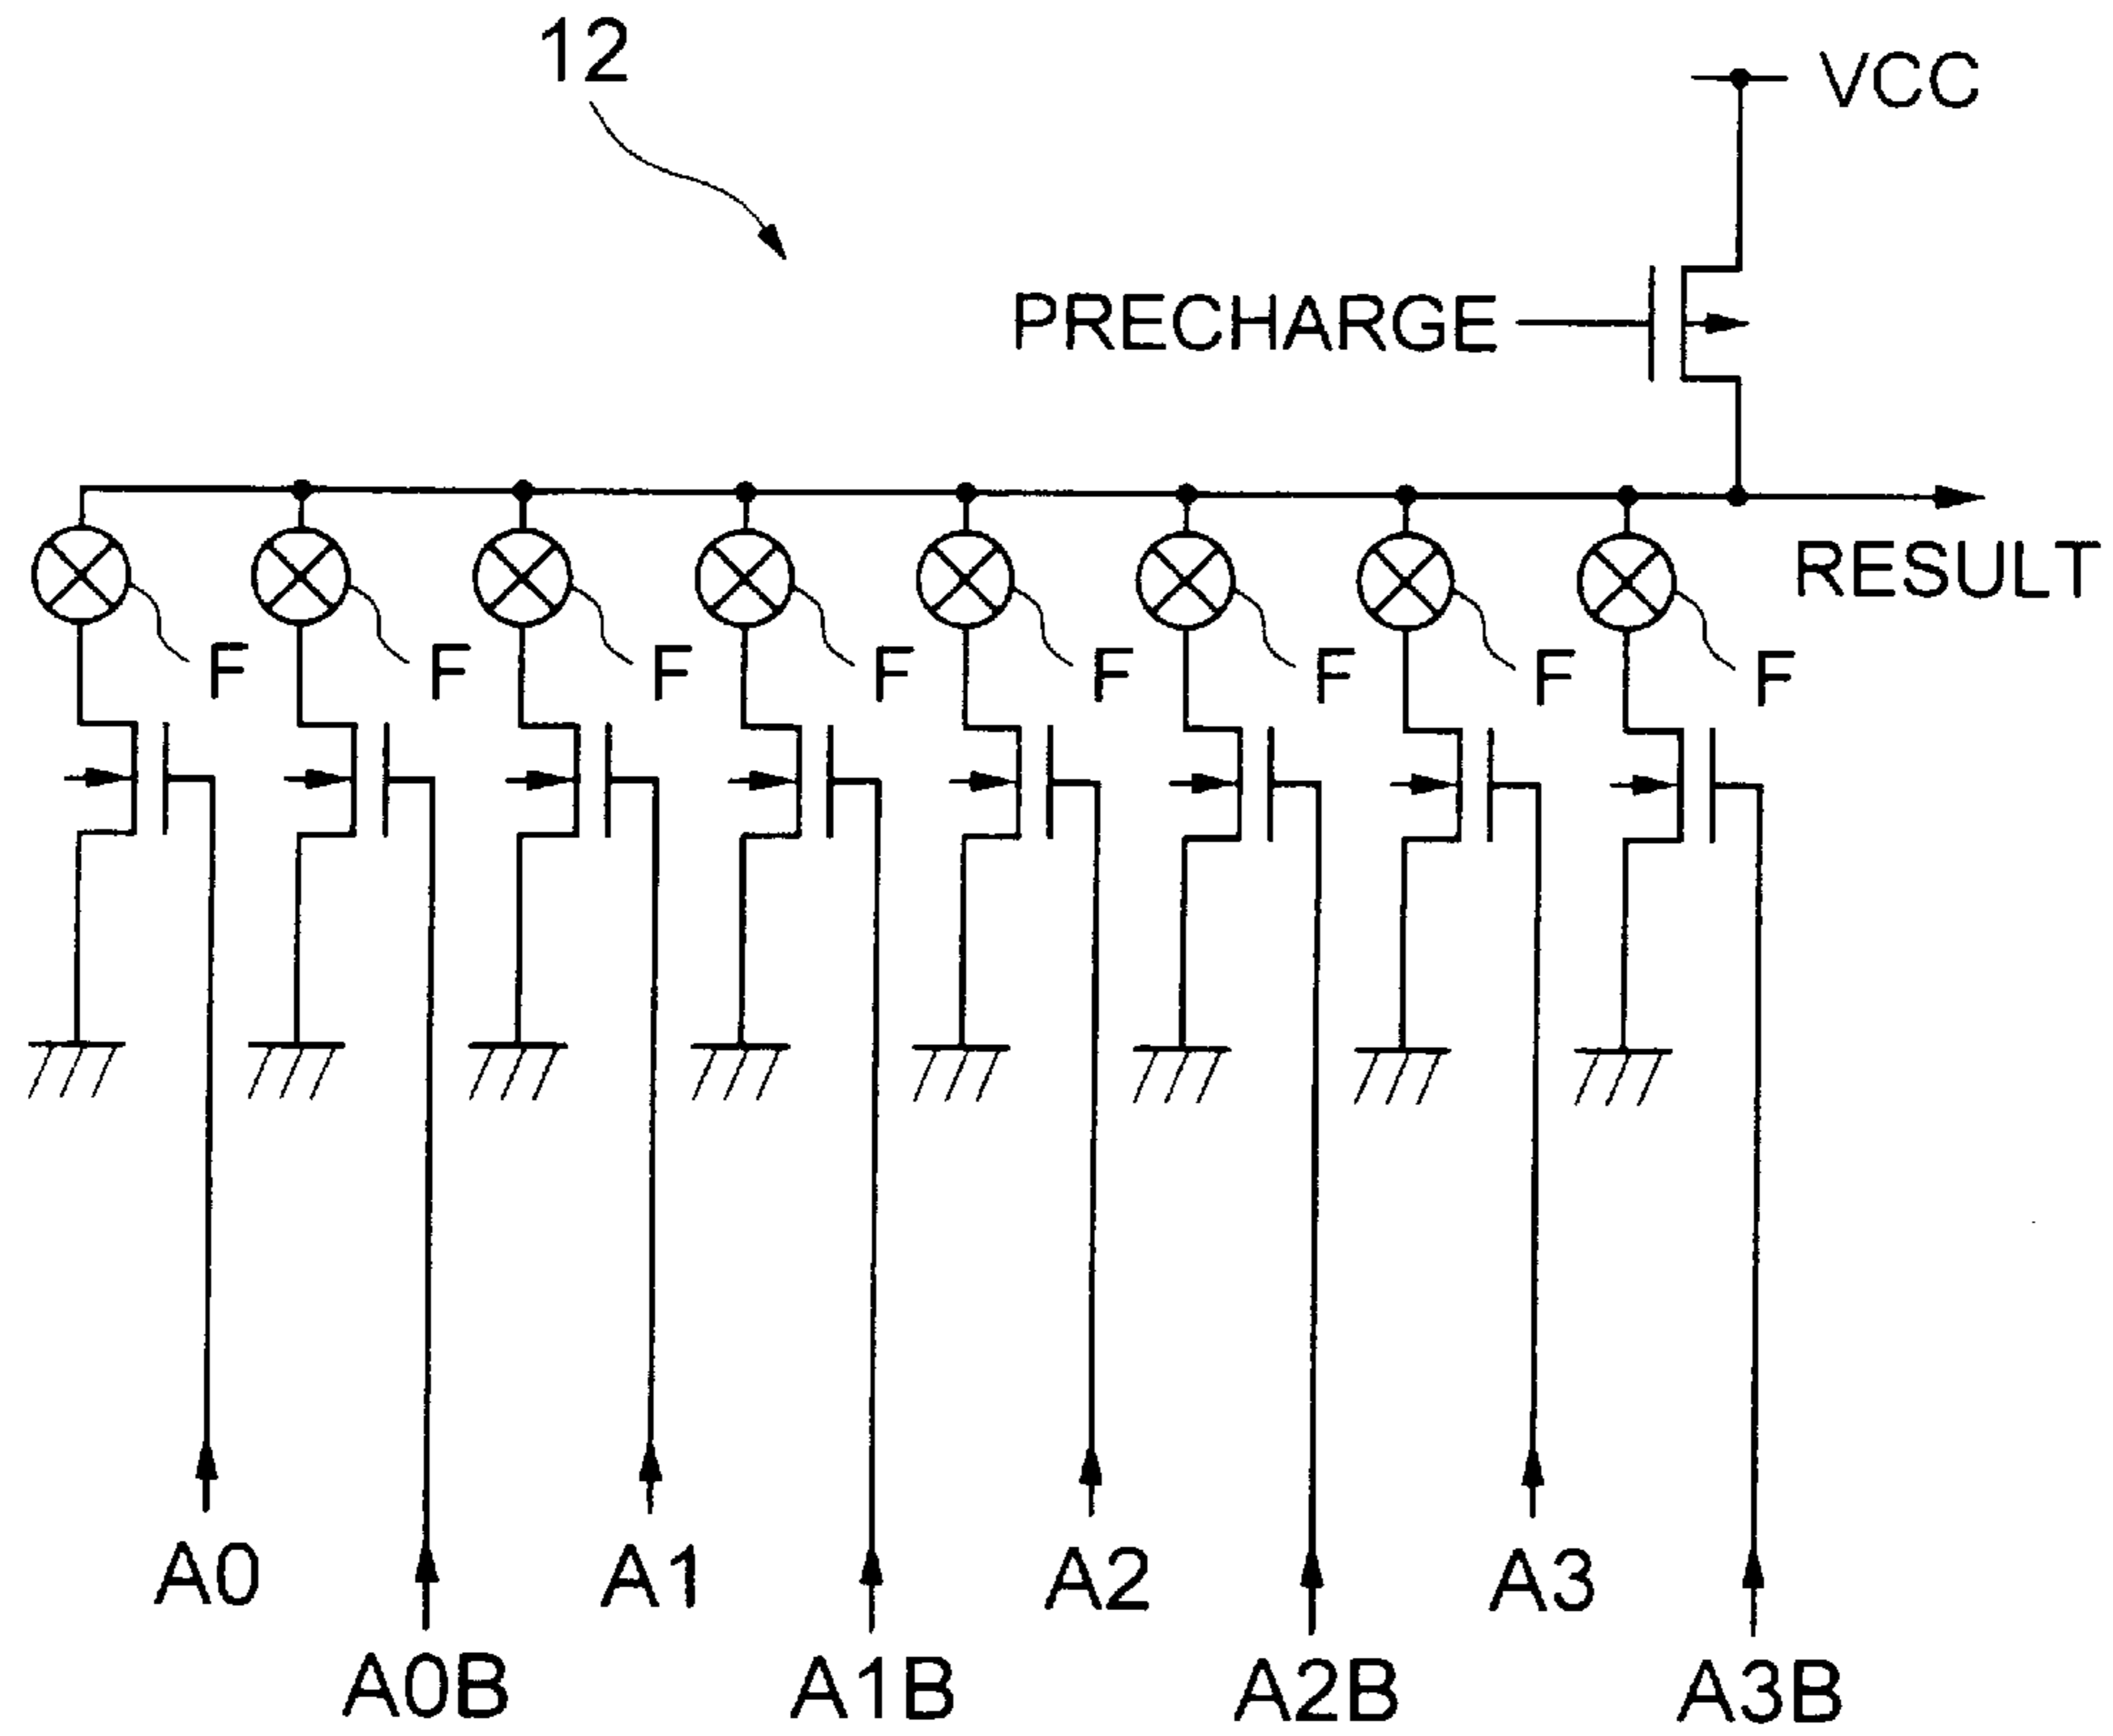 12
VCC
PRECHARGE
RESULT
F F F F F F F F
A0 A1 A2 A3
A0B A1B A2B A3B